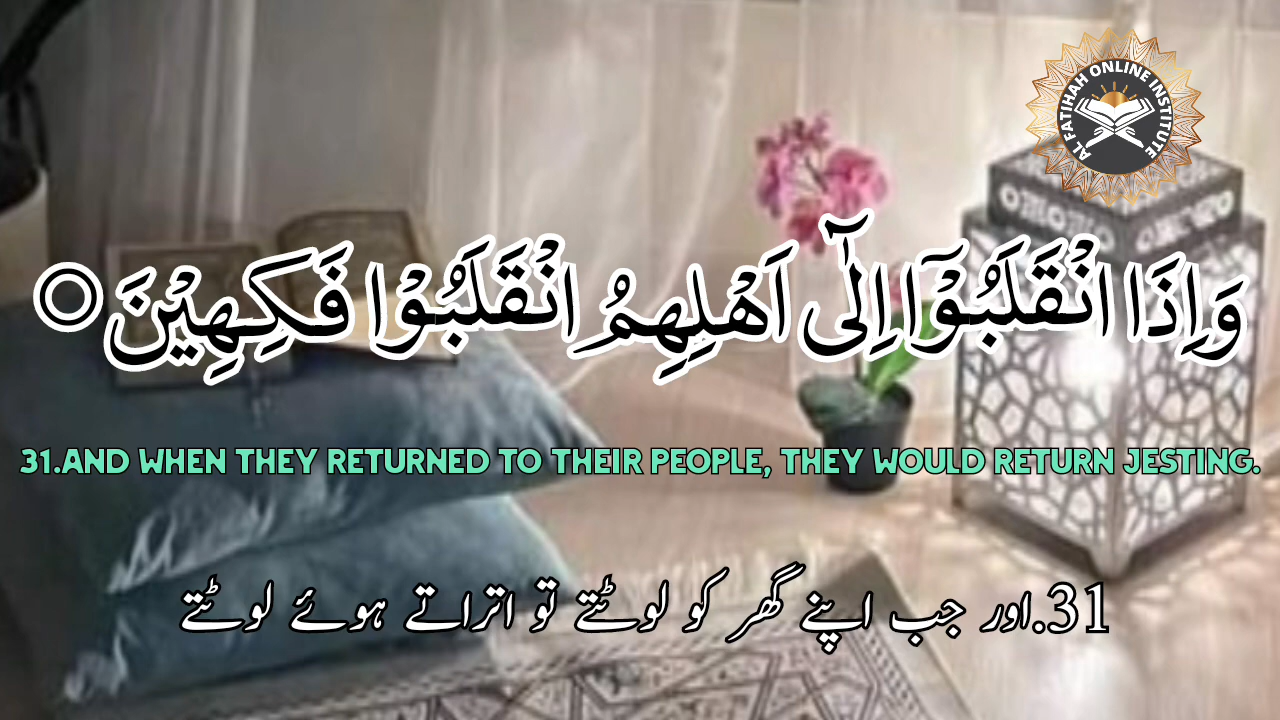 AL FATIHAH ONLINE INSTITUTE
وَاِذَا انْقَلَبُوْٓا اِلٰٓى اَهْلِهِمُ انْقَلَبُوْا فَكِهِيْنَ۝
31.AND WHEN THEY RETURNED TO THEIR PEOPLE, THEY WOULD RETURN JESTING.
31.اور جب اپنے گھر کو لوٹتے تو اتراتے ہوئے لوٹتے